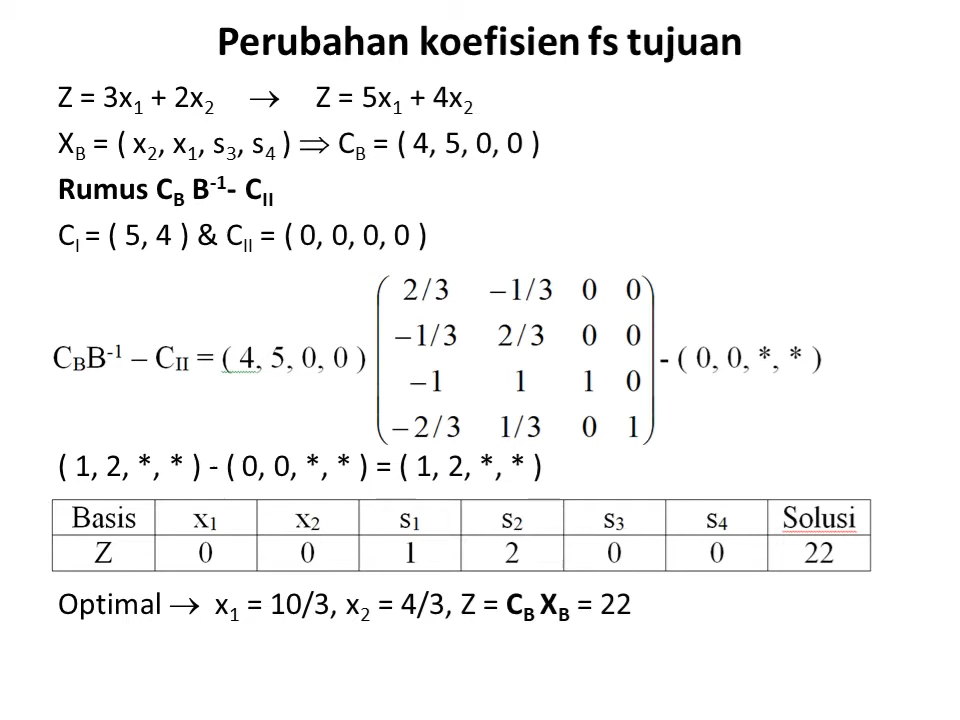 Perubahan koefisien fs tujuan
Z = 3x₁ + 2x₂ → Z = 5x₁ + 4x₂
X_B = ( x₂, x₁, s₃, s₄ ) ⇒ C_B = ( 4, 5, 0, 0 )
Rumus C_B B⁻¹- C_II
C_I = ( 5, 4 ) & C_II = ( 0, 0, 0, 0 )
2/3 –1/3 0 0
–1/3 2/3 0 0
C_B B⁻¹ – C_II = ( 4, 5, 0, 0 ) - ( 0, 0, *, * )
–1 1 1 0
–2/3 1/3 0 1
( 1, 2, *, * ) - ( 0, 0, *, * ) = ( 1, 2, *, * )
Basis x₁ x₂ s₁ s₂ s₃ s₄ Solusi
Z 0 0 1 2 0 0 22
Optimal → x₁ = 10/3, x₂ = 4/3, Z = C_B X_B = 22